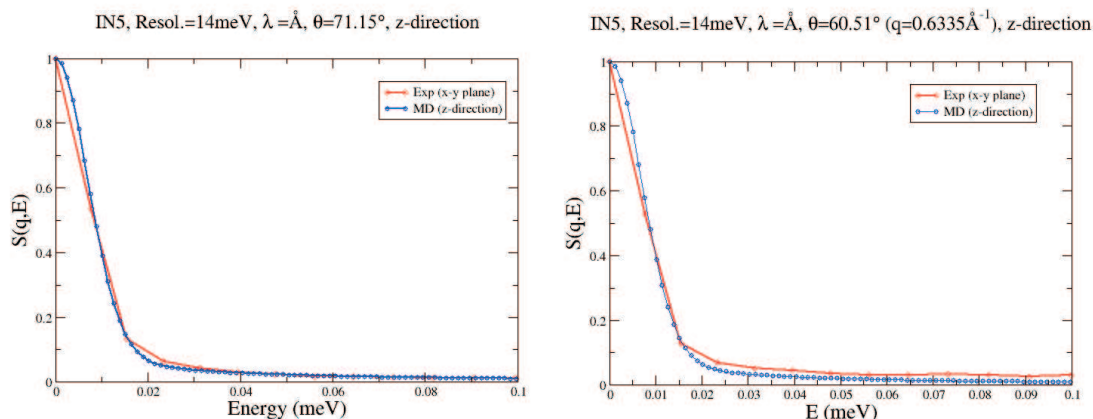 IN5, Resol.=14meV, λ =Å, θ=71.15°, z-direction
1
0.8
0.6
0.4
0.2
0
S(q,E)
Exp (x-y plane)
MD (z-direction)
0
0.02
0.04
0.06
0.08
0.1
Energy (meV)
IN5, Resol.=14meV, λ =Å, θ=60.51° (q=0.6335Å⁻¹), z-direction
1
0.8
0.6
0.4
0.2
0
S(q,E)
Exp (x-y plane)
MD (z-direction)
0
0.01
0.02
0.03
0.04
0.05
0.06
0.07
0.08
0.09
0.1
E (meV)